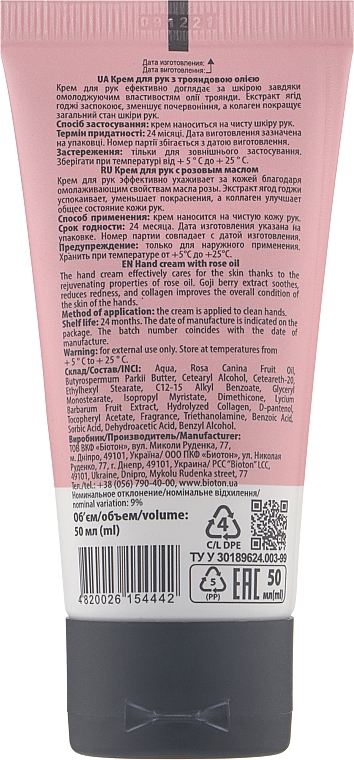 091221
Дата изготовления:
Дата виготовлення:
UA Крем для рук з трояндовою олією
Крем для рук ефективно доглядає за шкірою завдяки
омолоджуючим властивостям олії троянди. Екстракт ягід
годжі заспокоює, зменшує почервоніння, а колаген покращує
загальний стан шкіри рук.
Спосіб застосування: крем наноситься на чисту шкіру рук.
Термін придатності: 24 місяці. Дата виготовлення зазначена
на упаковці. Номер партії збігається з датою виготовлення.
Застереження: тільки для зовнішнього застосування.
Зберігати при температурі від + 5 ° C до + 25 ° C.
RU Крем для рук с розовым маслом
Крем для рук эффективно ухаживает за кожей благодаря
омолаживающим свойствам масла розы. Экстракт ягод годжи
успокаивает, уменьшает покраснения, а коллаген улучшает
общее состояние кожи рук.
Способ применения: крем наносится на чистую кожу рук.
Срок годности: 24 месяца. Дата изготовления указана на
упаковке. Номер партии совпадает с датой изготовления.
Предупреждение: только для наружного применения.
Хранить при температуре от +5°C до +25°C.
EN Hand cream with rose oil
The hand cream effectively cares for the skin thanks to the
rejuvenating properties of rose oil. Goji berry extract soothes,
reduces redness, and collagen improves the overall condition
of the skin of the hands.
Method of application: the cream is applied to clean hands.
Shelf life: 24 months. The date of manufacture is indicated on the
package. The batch number coincides with the date of
manufacture.
Warning: for external use only. Store at temperatures from
+ 5 ° C to + 25 ° C.
Склад/Состав/INCI: Aqua, Rosa Canina Fruit Oil,
Butyrospermum Parkii Butter, Cetearyl Alcohol, Ceteareth-20,
Ethylhexyl Stearate, C12-15 Alkyl Benzoate, Glyceryl
Monostearate, Isopropyl Myristate, Dimethicone, Lycium
Barbarum Fruit Extract, Hydrolyzed Collagen, D-pantenol,
Tocopheryl Acetate, Fragrance, Triethanolamine, Benzoic Acid,
Sorbic Acid, Dehydroacetic Acid, Benzyl Alcohol.
Виробник/Производитель/Manufacturer:
ТОВ ВКФ «Біотон», вул. Миколи Руденка, 77,
м. Дніпро, 49101, Україна/ООО ПКФ «Биотон»,
49101, г. Днепр, ул. Николая Руденко,
77, г. Днепр, 49101, Украина/ PCC "Bioton" LLC,
49101, Ukraine, Dnipro, Mykolu Rudenka street, 77
Тел./Phone: +38 (056) 790-40-00, www.bioton.ua
Номинальное отклонение/номінальне відхилення/
nominal variation: 9%
Об'єм/объем/volume:
50 мл (ml)
4
C/L DPE
ТУ У 30189624.003-99
4820026 154442
5
(PP)
EAC
50
мл(ml)